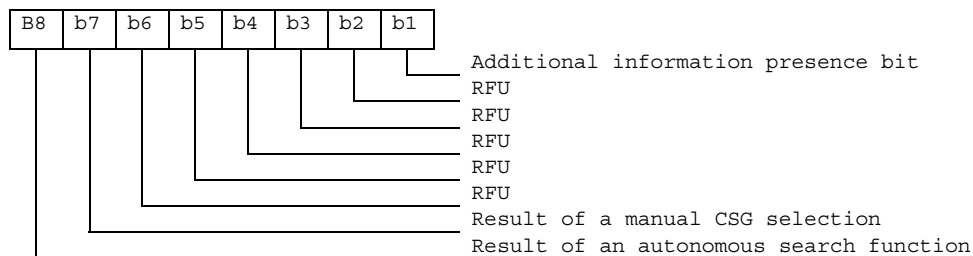 B8 b7 b6 b5 b4 b3 b2 b1
Additional information presence bit
RFU
RFU
RFU
RFU
RFU
Result of a manual CSG selection
Result of an autonomous search function